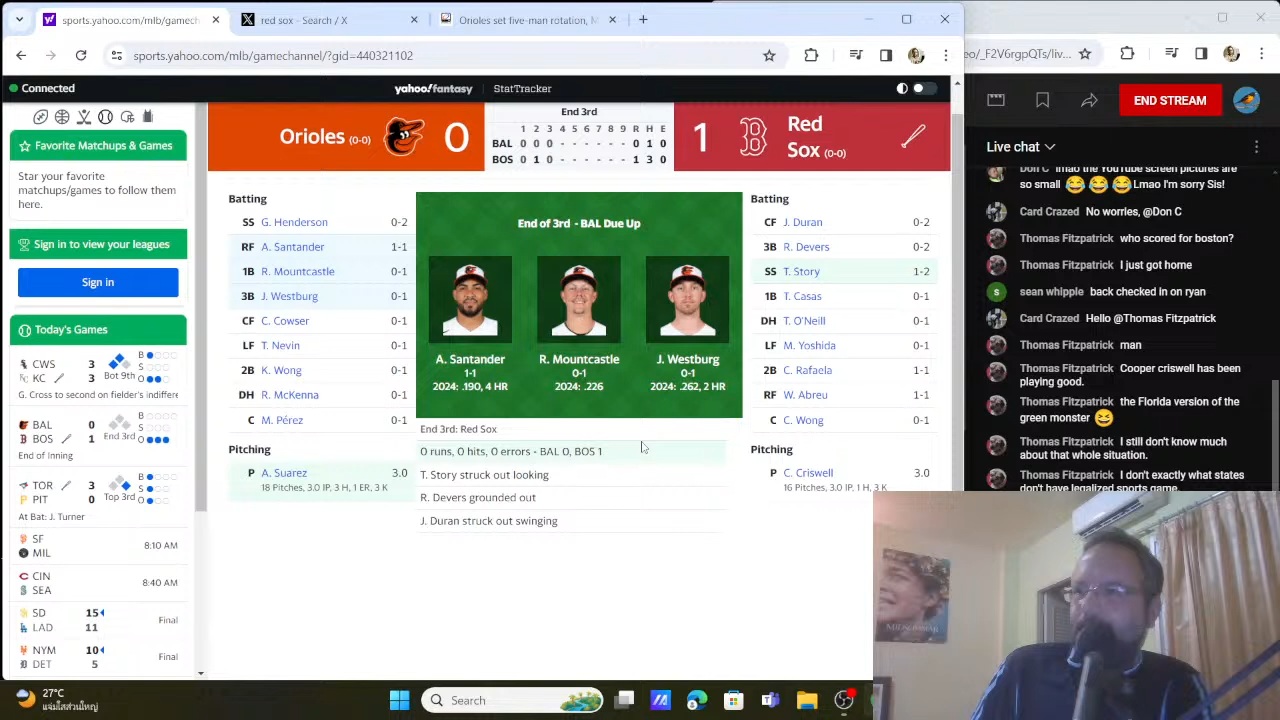 sports.yahoo.com/mlb/gamech
red sox - Search / X
Orioles set five-man rotation, M
sports.yahoo.com/mlb/gamechannel/?gid=440321102
eo/_F2V6rgpQTs/liv...
Connected
yahoo!fantasy
StatTracker
END STREAM
Favorite Matchups & Games
Star your favorite
matchups/games to follow them
here.
Sign in to view your leagues
Sign in
Today's Games
CWS 3
KC 3
B
S
O
Bot 9th
G. Cross to second on fielder's indiffere
BAL 0
BOS 1
B
S
O
End 3rd
End of Inning
TOR 3
PIT 0
B
S
O
Top 3rd
At Bat: J. Turner
SF
MIL
8:10 AM
CIN
SEA
8:40 AM
SD 15
LAD 11
Final
NYM 10
DET 5
Final
Orioles (0-0)
0
End 3rd
1 2 3 4 5 6 7 8 9 R H E
BAL 0 0 0 - - - - - - 0 1 0
BOS 0 1 0 - - - - - - 1 3 0
1
Red
Sox (0-0)
Batting
SS G. Henderson 0-2
RF A. Santander 1-1
1B R. Mountcastle 0-1
3B J. Westburg 0-1
CF C. Cowser 0-1
LF T. Nevin 0-1
2B K. Wong 0-1
DH R. McKenna 0-1
C M. Pérez 0-1
Pitching
P A. Suarez 3.0
18 Pitches, 3.0 IP, 3 H, 1 ER, 3 K
End of 3rd - BAL Due Up
A. Santander
1-1
2024: .190, 4 HR
R. Mountcastle
0-1
2024: .226
J. Westburg
0-1
2024: .262, 2 HR
End 3rd: Red Sox
0 runs, 0 hits, 0 errors - BAL 0, BOS 1
T. Story struck out looking
R. Devers grounded out
J. Duran struck out swinging
Batting
CF J. Duran 0-2
3B R. Devers 0-2
SS T. Story 1-2
1B T. Casas 0-1
DH T. O'Neill 0-1
LF M. Yoshida 0-1
2B C. Rafaela 1-1
RF W. Abreu 1-1
C C. Wong 0-1
Pitching
P C. Criswell 3.0
16 Pitches, 3.0 IP, 1 H, 3 K
Live chat
Don C lmao the YouTube screen pictures are
so small 😂😂😂Lmao I'm sorry Sis!
Card Crazed No worries, @Don C
Thomas Fitzpatrick who scored for boston?
Thomas Fitzpatrick I just got home
s
sean whipple back checked in on ryan
Card Crazed Hello @Thomas Fitzpatrick
Thomas Fitzpatrick man
Thomas Fitzpatrick Cooper criswell has been
playing good.
Thomas Fitzpatrick the Florida version of the
green monster 😆
Thomas Fitzpatrick I still don't know much
about that whole situation.
Thomas Fitzpatrick I don't exactly what states
don't have legalized sports game.
MIDSOMMAR
27°C
Search